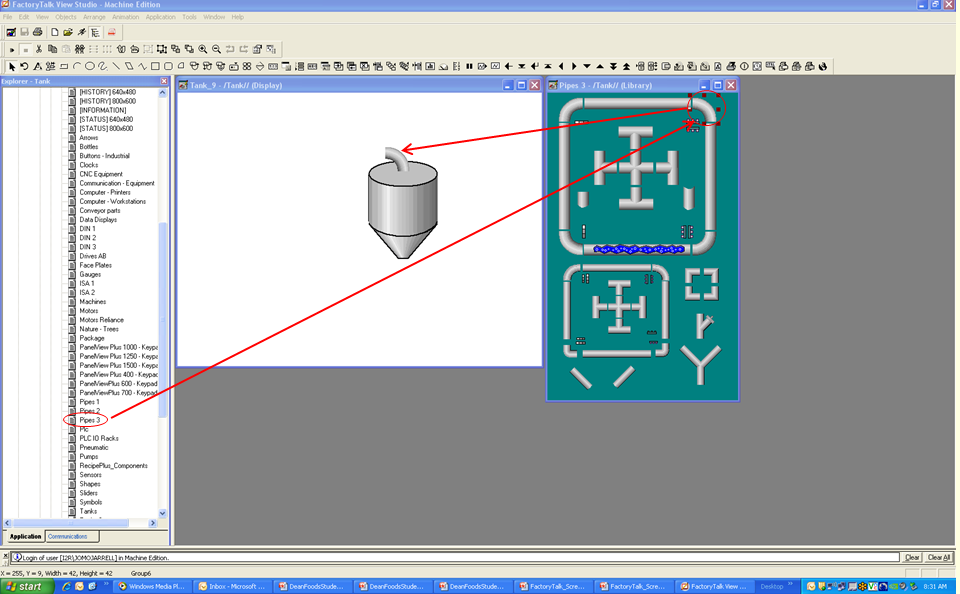 FactoryTalk View Studio - Machine Edition
File Edit View Objects Arrange Animation Application Tools Window Help
Explorer - Tank
[HISTORY] 640x480
[HISTORY] 800x600
[INFORMATION]
[STATUS] 640x480
[STATUS] 800x600
Arrows
Bottles
Buttons - Industrial
Clocks
CNC Equipment
Communication - Equipment
Computer - Printers
Computer - Workstations
Conveyor parts
Data Displays
DIN 1
DIN 2
DIN 3
Drives AB
Face Plates
Gauges
ISA 1
ISA 2
Machines
Motors
Motors Reliance
Nature - Trees
Package
PanelView Plus 1000 - Keypa
PanelView Plus 1250 - Keypa
PanelView Plus 1500 - Keypa
PanelView Plus 400 - Keypad
PanelViewPlus 600 - Keypad
PanelViewPlus 700 - Keypad
Pipes 1
Pipes 2
Pipes 3
Plc
PLC IO Racks
Pneumatic
Pumps
RecipePlus_Components
Sensors
Shapes
Sliders
Symbols
Tanks
Application Communications
Tank_9 - /Tank// (Display)
Pipes 3 - /Tank// (Library)
Login of user [I2R\JOMOJARRELL] in Machine Edition.
Clear Clear All
X = 255, Y = 9, Width = 42, Height = 42 Group6
start Windows Media Pl... Inbox - Microsoft ... DeanFoodsStude... DeanFoodsStude... DeanFoodsStude... FactoryTalk_Scre... FactoryTalk_Scre... FactoryTalk View ... Desktop 8:31 AM